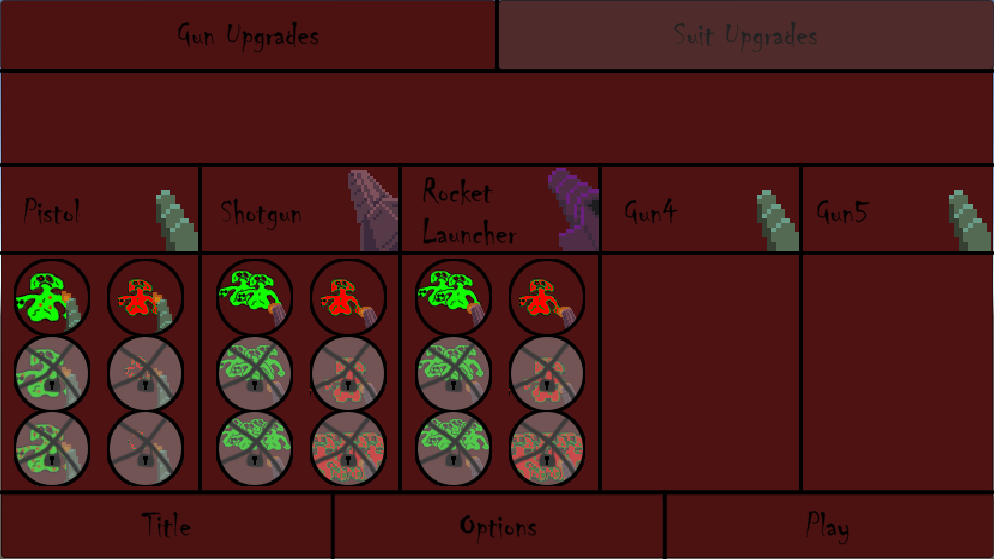 Gun Upgrades
Suit Upgrades
Pistol
Shotgun
Rocket
Launcher
Gun4
Gun5
Title
Options
Play